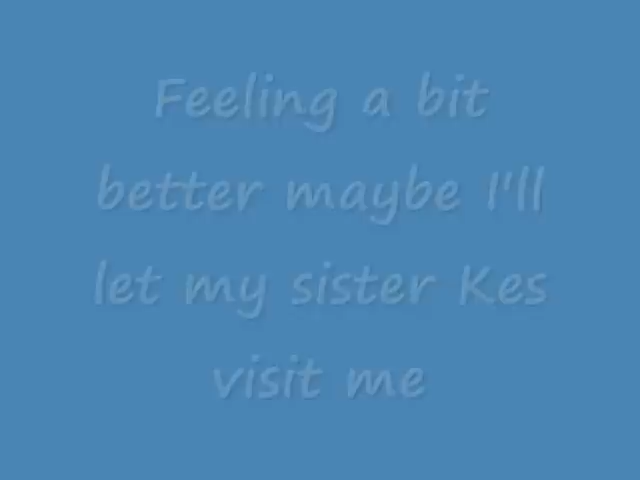 Feeling a bit
better maybe I'll
let my sister Kes
visit me